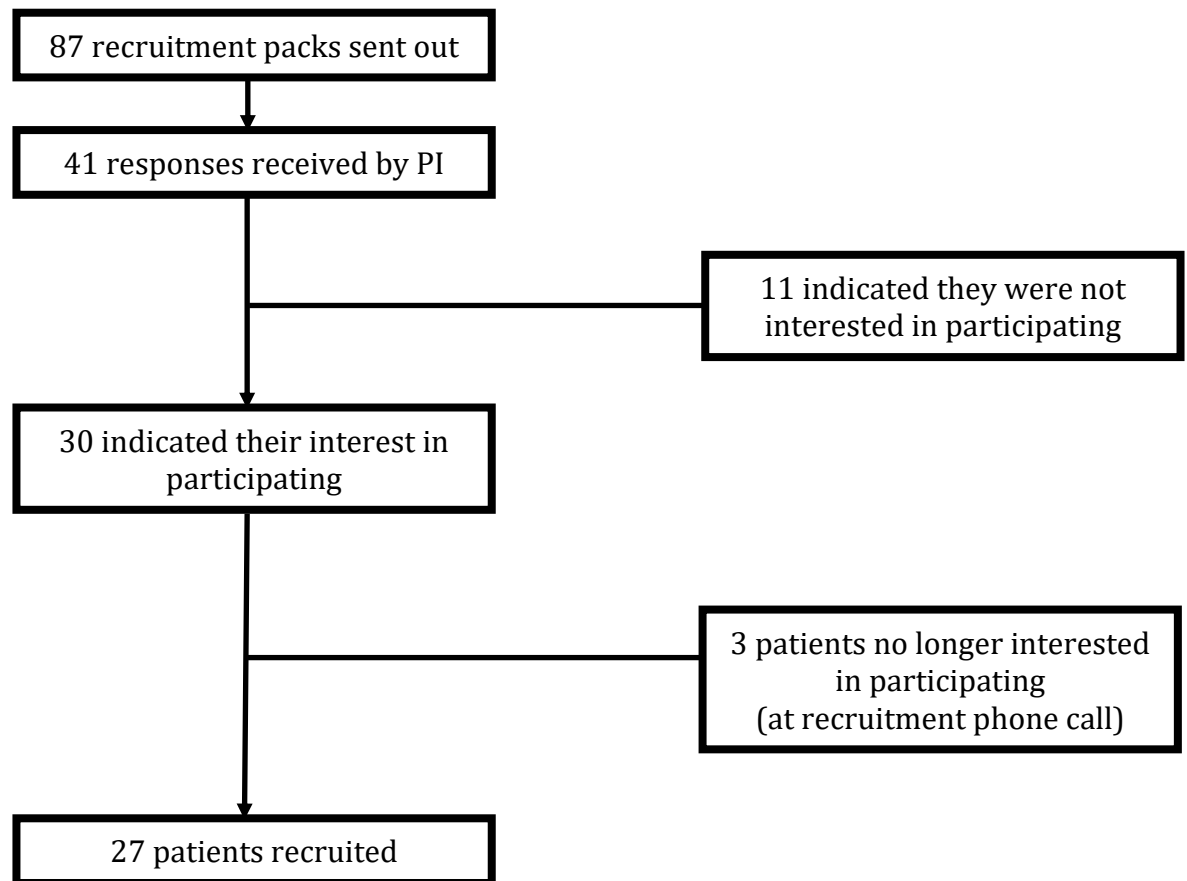 87 recruitment packs sent out
41 responses received by PI
11 indicated they were not
interested in participating
30 indicated their interest in
participating
3 patients no longer interested
in participating
(at recruitment phone call)
27 patients recruited